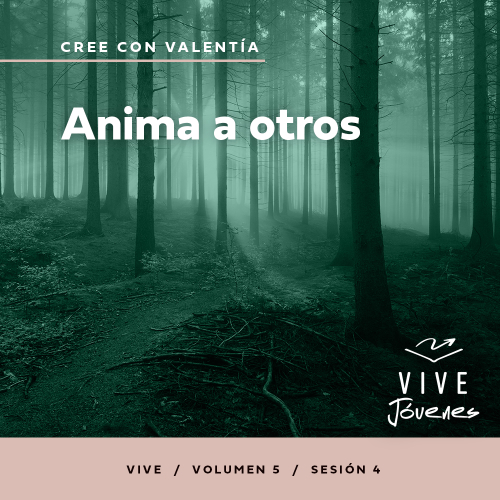 CREE CON VALENTÍA
Anima a otros
VIVE
Jóvenes
VIVE / VOLUMEN 5 / SESIÓN 4